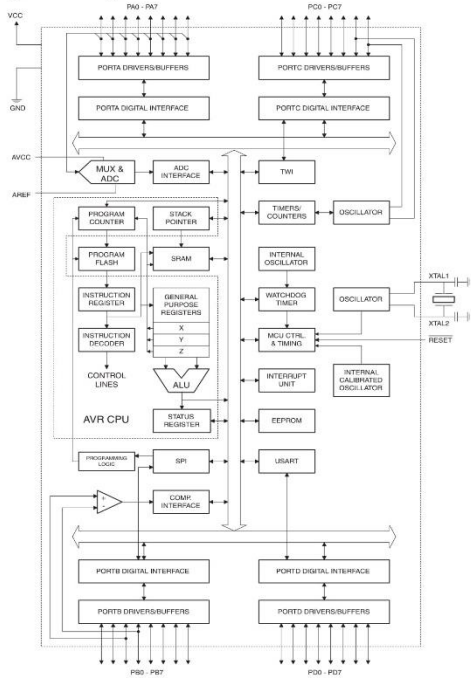 PA0 - PA7
PC0 - PC7
VCC
PORTA DRIVERS/BUFFERS
PORTC DRIVERS/BUFFERS
GND
PORTA DIGITAL INTERFACE
PORTC DIGITAL INTERFACE
AVCC
MUX &
ADC
ADC
INTERFACE
TWI
AREF
PROGRAM
COUNTER
STACK
POINTER
TIMERS/
COUNTERS
OSCILLATOR
PROGRAM
FLASH
SRAM
INTERNAL
OSCILLATOR
XTAL1
INSTRUCTION
REGISTER
GENERAL
PURPOSE
REGISTERS
WATCHDOG
TIMER
OSCILLATOR
X
XTAL2
INSTRUCTION
DECODER
Y
MCU CTRL.
& TIMING
RESET
Z
CONTROL
LINES
ALU
INTERRUPT
UNIT
INTERNAL
CALIBRATED
OSCILLATOR
AVR CPU
STATUS
REGISTER
EEPROM
PROGRAMMING
LOGIC
SPI
USART
+
-
COMP.
INTERFACE
PORTB DIGITAL INTERFACE
PORTD DIGITAL INTERFACE
PORTB DRIVERS/BUFFERS
PORTD DRIVERS/BUFFERS
PB0 - PB7
PD0 - PD7